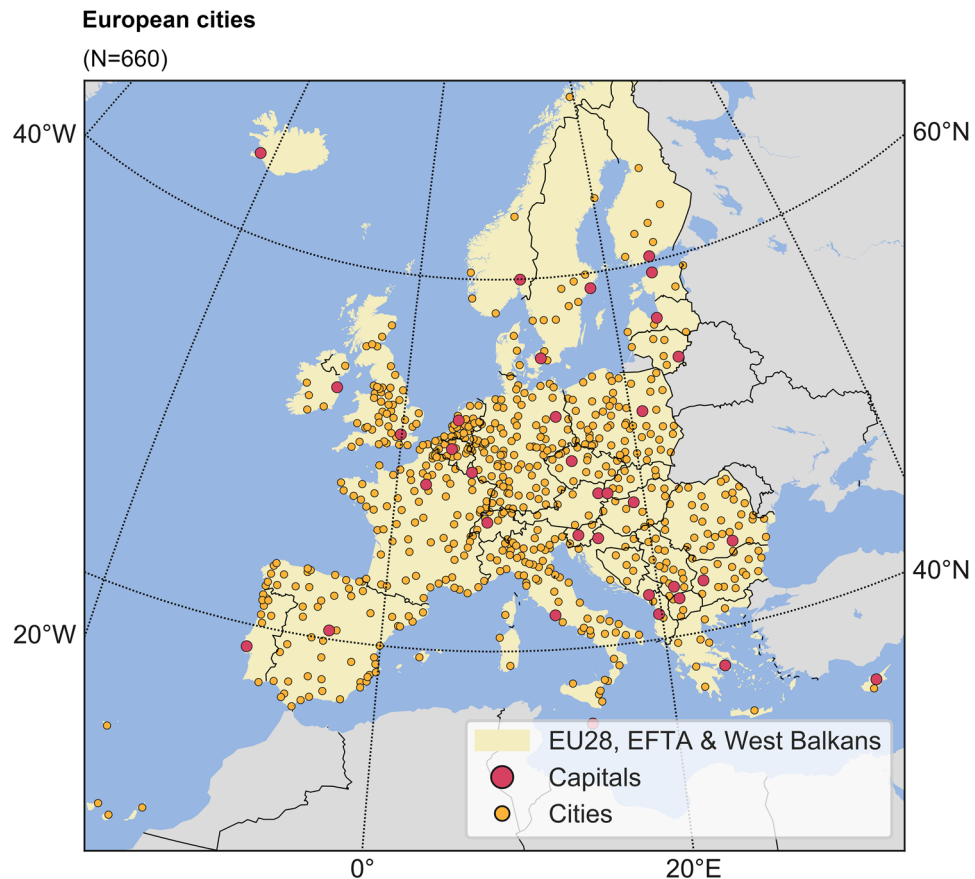 European cities
(N=660)
40°W
60°N
40°N
20°W
EU28, EFTA & West Balkans
Capitals
Cities
0°
20°E